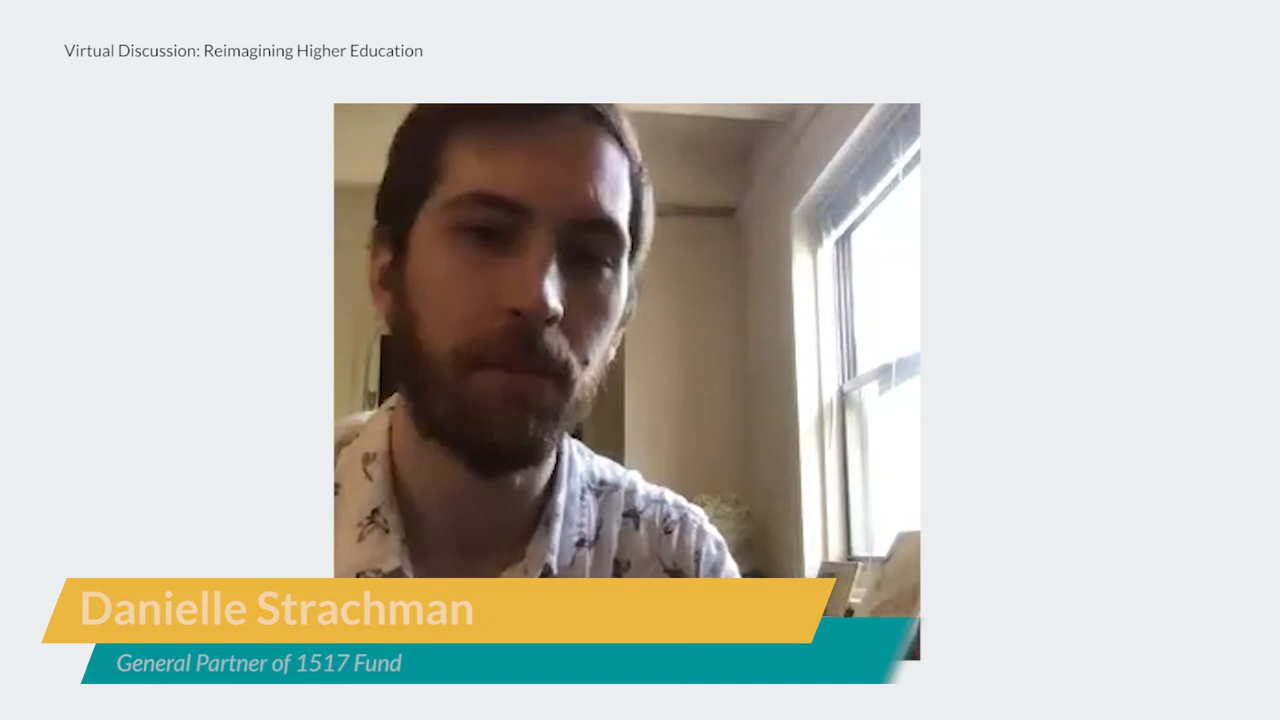 Virtual Discussion: Reimagining Higher Education
Danielle Strachman
General Partner of 1517 Fund